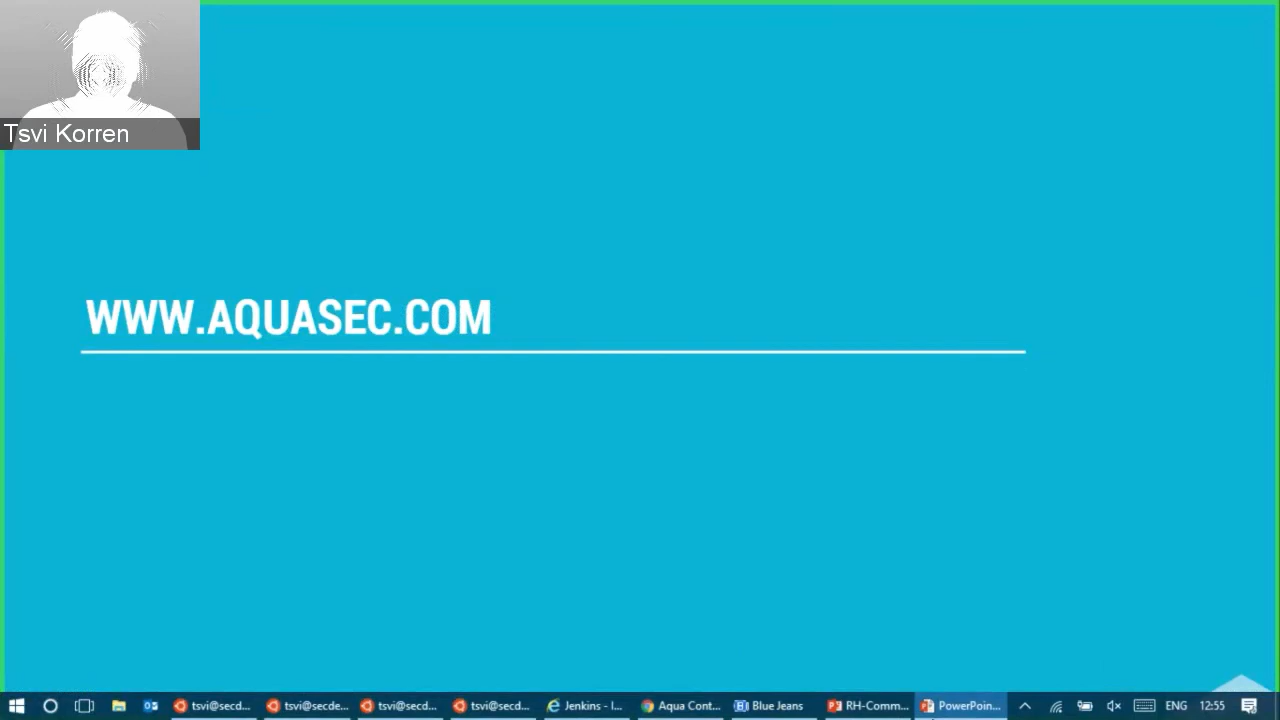 Tsvi Korren
WWW.AQUASEC.COM
tsvi@secd... tsvi@secde... tsvi@secd... tsvi@secd... Jenkins - I... Aqua Cont... Blue Jeans RH-Comm... PowerPoin... ENG 12:55